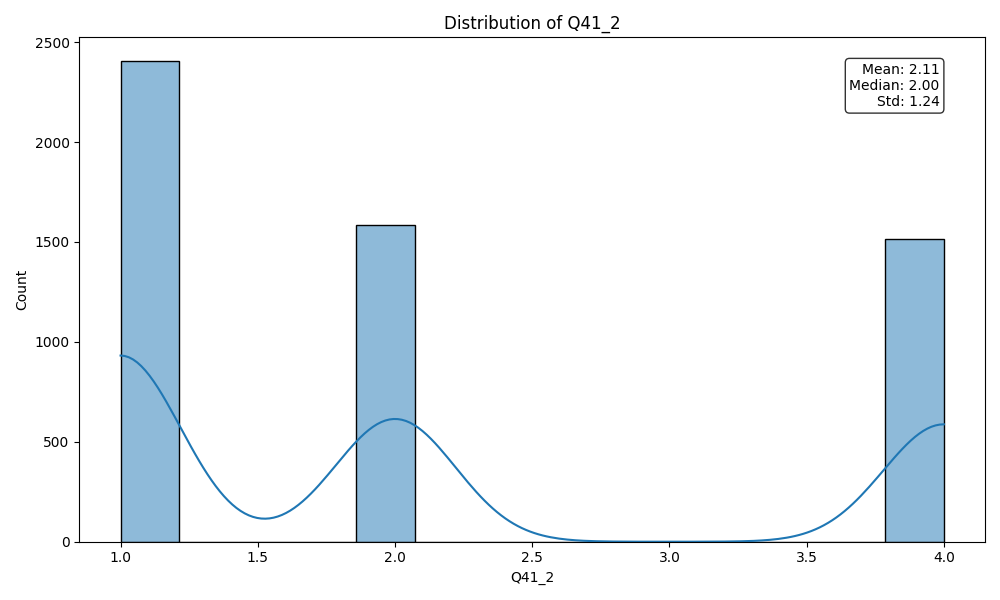 Distribution of Q41_2
Mean: 2.11
Median: 2.00
Std: 1.24
Count
2500
2000
1500
1000
500
0
1.0 1.5 2.0 2.5 3.0 3.5 4.0
Q41_2